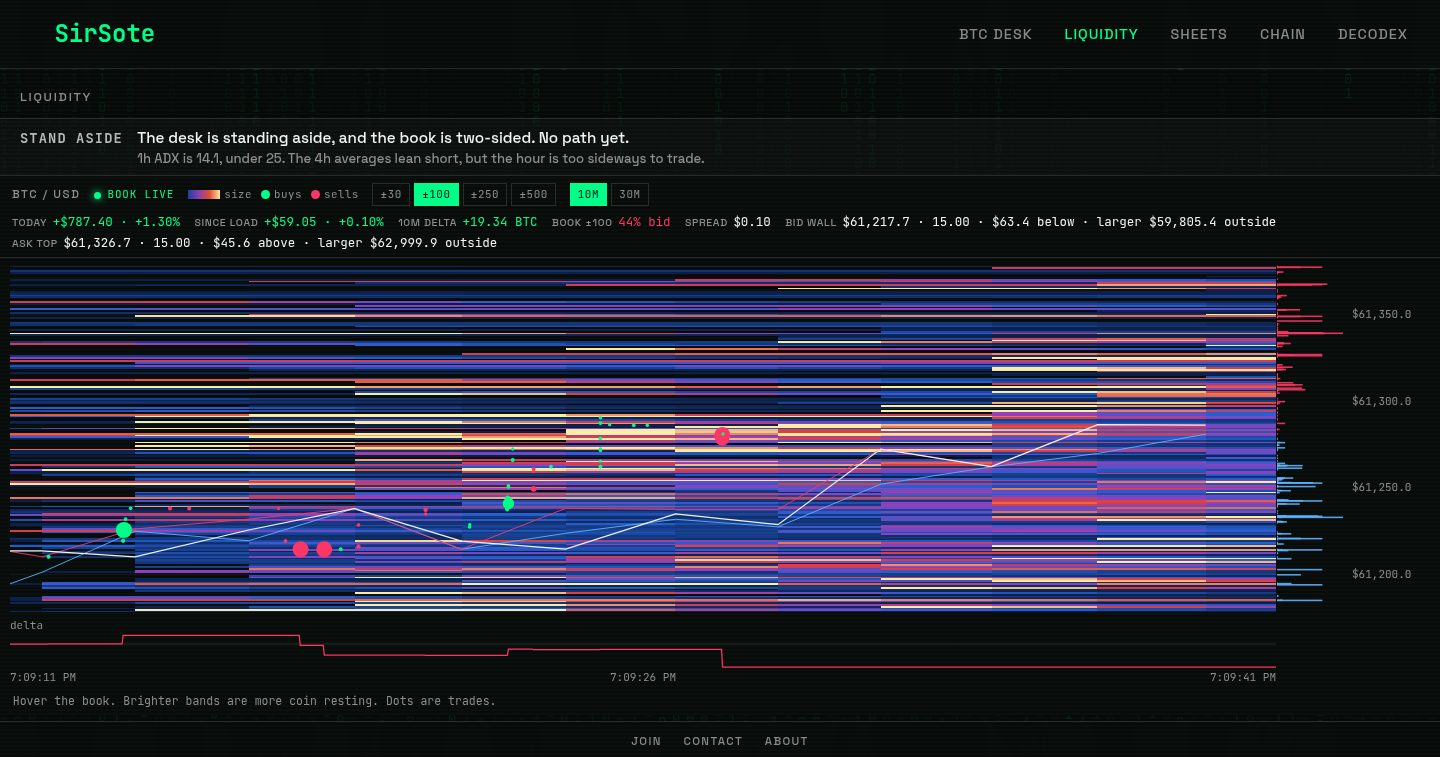 SirSote
BTC DESK LIQUIDITY SHEETS CHAIN DECODEX
LIQUIDITY
STAND ASIDE The desk is standing aside, and the book is two-sided. No path yet.
1h ADX is 14.1, under 25. The 4h averages lean short, but the hour is too sideways to trade.
BTC / USD BOOK LIVE size buys sells ±30 ±100 ±250 ±500 10M 30M
TODAY +$787.40 · +1.30% SINCE LOAD +$59.05 · +0.10% 10M DELTA +19.34 BTC BOOK ±100 44% bid SPREAD $0.10 BID WALL $61,217.7 · 15.00 · $63.4 below · larger $59,805.4 outside
ASK TOP $61,326.7 · 15.00 · $45.6 above · larger $62,999.9 outside
$61,350.0
$61,300.0
$61,250.0
$61,200.0
delta
7:09:11 PM 7:09:26 PM 7:09:41 PM
Hover the book. Brighter bands are more coin resting. Dots are trades.
JOIN CONTACT ABOUT